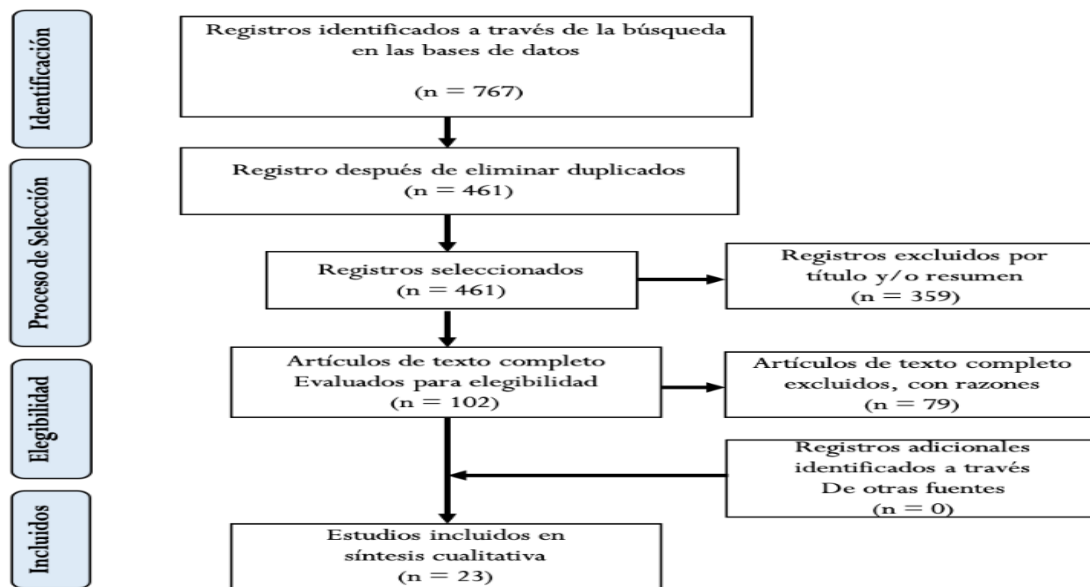 Identificación
Registros identificados a través de la búsqueda
en las bases de datos
(n = 767)
Proceso de Selección
Registro después de eliminar duplicados
(n = 461)
Registros seleccionados
(n = 461)
Registros excluidos por
título y/o resumen
(n = 359)
Elegibilidad
Artículos de texto completo
Evaluados para elegibilidad
(n = 102)
Artículos de texto completo
excluidos, con razones
(n = 79)
Registros adicionales
identificados a través
De otras fuentes
(n = 0)
Incluidos
Estudios incluidos en
síntesis cualitativa
(n = 23)